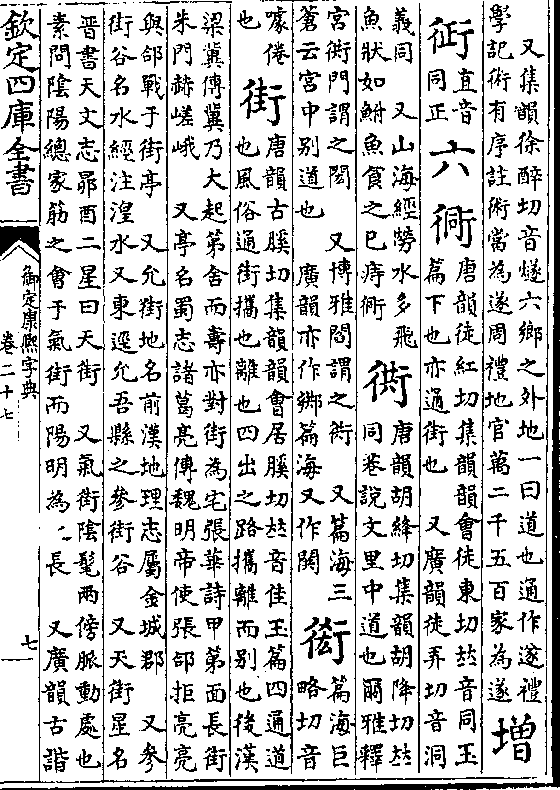 又集韻徐醉切音燧六鄉之外地一曰道也通作遂禮
學記術有序註術當為遂周禮地官萬二千五百家為遂
增
直音
同正
六
衕
唐韻徒紅切集韻韻會徒東切𠀤音同玉
篇下也亦通街也 又廣韻徒弄切音洞
義同 又山海經勞水多飛
魚狀如鮒魚食之已痔衕
衖
唐韻胡絳切集韻胡降切𠀤
同巷說文里中道也爾雅釋
宮衖門謂之閎 又博雅閻謂之衖 又篇海三
蒼云宮中别道也 廣韻亦作篇海又作閧
篇海巨
略切音
噱倦
也
街
唐韻古膎切集韻韻會居膎切𠀤音佳玉篇四通道
也風俗通街攜也離也四出之路攜離而别也後漢
梁冀傳冀乃大起第舍而壽亦對街為宅張華詩甲第面長街
朱門赫嵯峨 又亭名蜀志諸葛亮傳魏明帝使張郃拒亮亮
與郃戰于街亭 又允街地名前漢地理志屬金城郡 又參
街谷名水經注湟水又東逕允吾縣之參街谷 又天街星名
晉書天文志昴酉二星曰天街 又氣街陰髦兩傍脈動處也
素問陰陽總家筋之會于氣街而陽明為之長 又廣韻古諧
欽定四庫全書
御定康熙字典
卷二十七
七